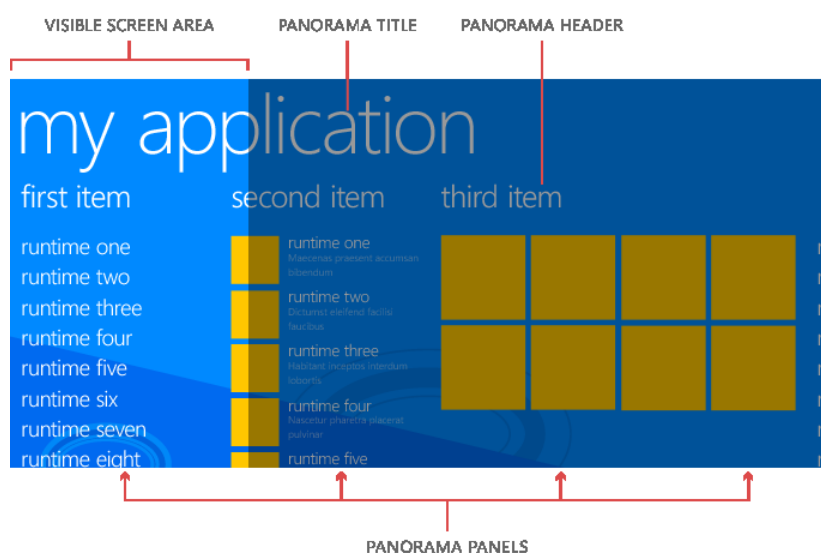 VISIBLE SCREEN AREA
PANORAMA TITLE
PANORAMA HEADER
my application
first item
second item
third item
runtime one
runtime two
runtime three
runtime four
runtime five
runtime six
runtime seven
runtime eight
runtime one
Maecenas praesent accumsan
bibendum
runtime two
Dictumst eleifend facilisi
faucibus
runtime three
Habitant inceptos interdum
lobortis
runtime four
Nascetur pharetra placerat
pulvinar
runtime five
PANORAMA PANELS